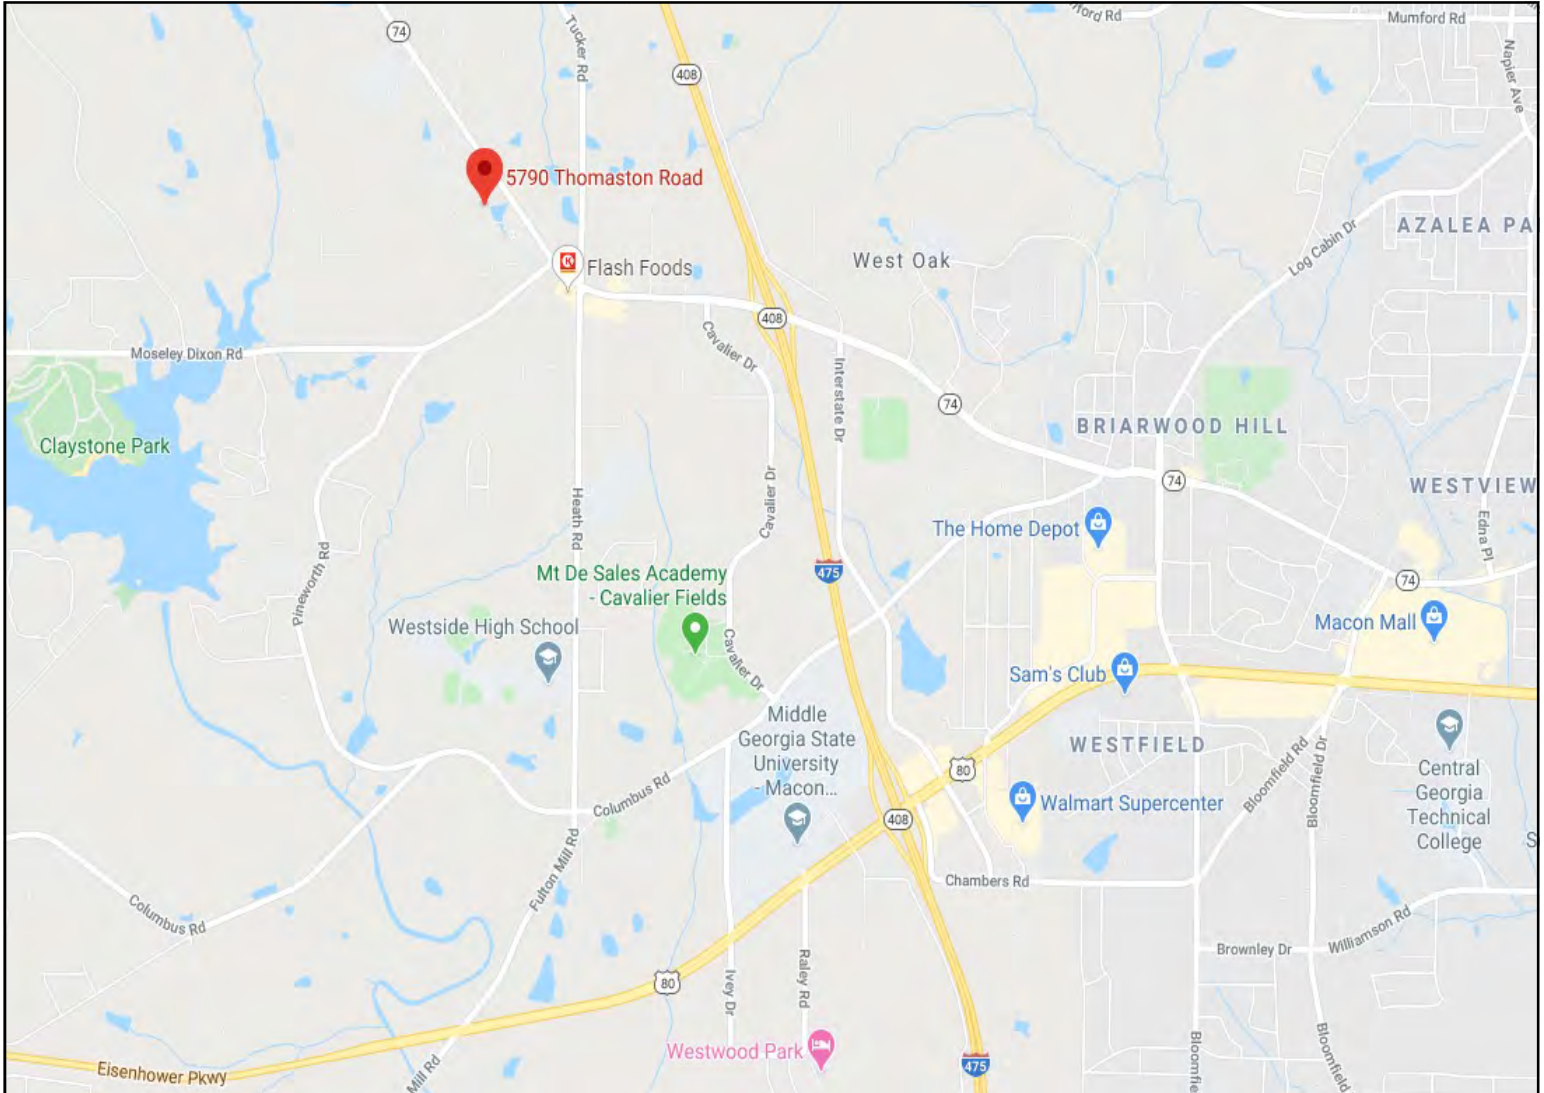 74
Tucker Rd
408
Mumford Rd
Napier Ave
5790 Thomaston Road
AZALEA PA
Log Cabin Dr
West Oak
K
Flash Foods
408
Cavalier Dr
Moseley Dixon Rd
Interstate Dr
74
BRIARWOOD HILL
Claystone Park
74
WESTVIEW
Heath Rd
Cavalier Dr
Edna Pl
The Home Depot
Pineworth Rd
Mt De Sales Academy
- Cavalier Fields
475
74
Westside High School
Macon Mall
Cavalier Dr
Sam's Club
Middle
Georgia State
University
- Macon...
WESTFIELD
80
Bloomfield Rd
Bloomfield Dr
Central
Georgia
Technical
College
Columbus Rd
Walmart Supercenter
408
S
Fulton Mill Rd
Chambers Rd
Columbus Rd
Williamson Rd
Brownley Dr
80
Ivey Dr
Raley Rd
Westwood Park
475
Eisenhower Pkwy
Mill Rd
Bloomfie
Bloomfield